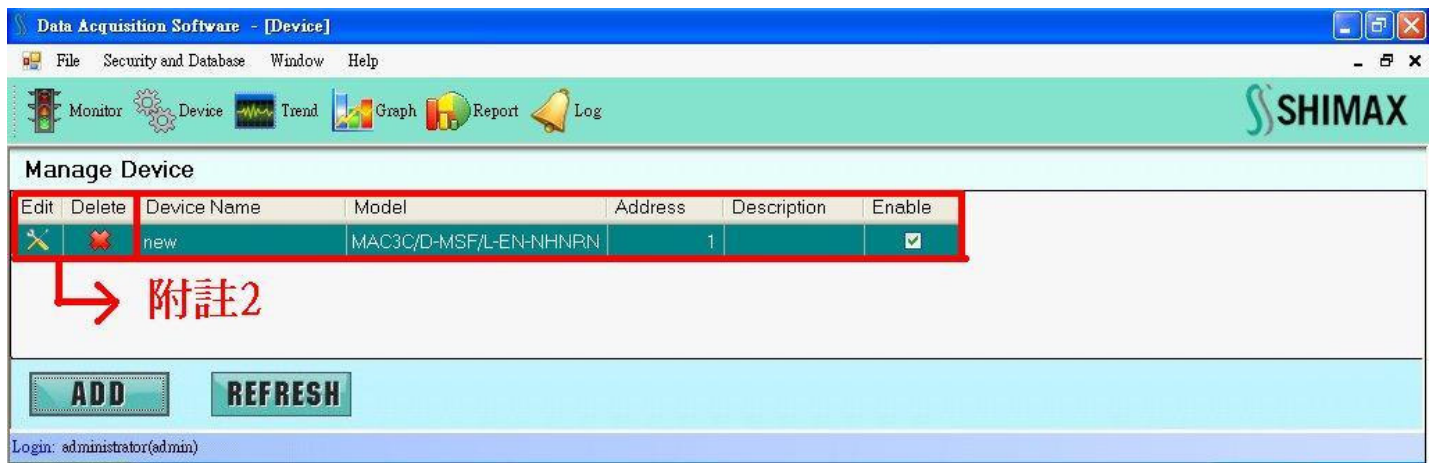 Data Acquisition Software - [Device]
File Security and Database Window Help
Monitor Device Trend Graph Report Log SHIMAX
Manage Device
Edit Delete Device Name Model Address Description Enable
new MAC3C/D-MSF/L-EN-NHNRN 1
附註2
ADD REFRESH
Login: administrator(admin)